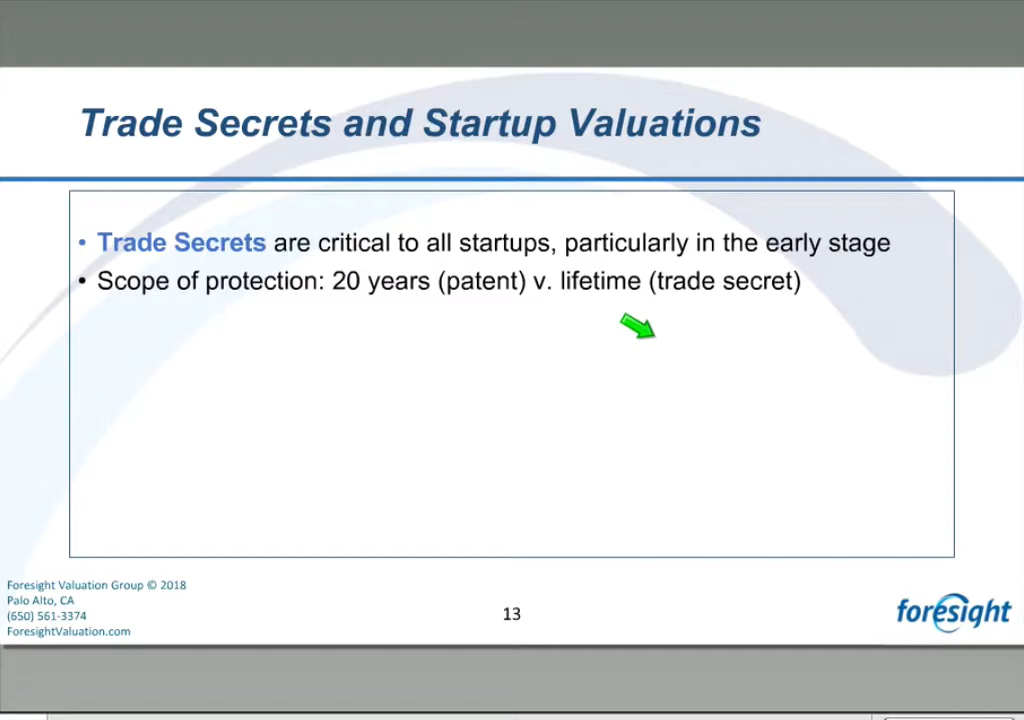 Trade Secrets and Startup Valuations
• Trade Secrets are critical to all startups, particularly in the early stage
• Scope of protection: 20 years (patent) v. lifetime (trade secret)
Foresight Valuation Group © 2018
Palo Alto, CA
(650) 561-3374
ForesightValuation.com
13
foresight